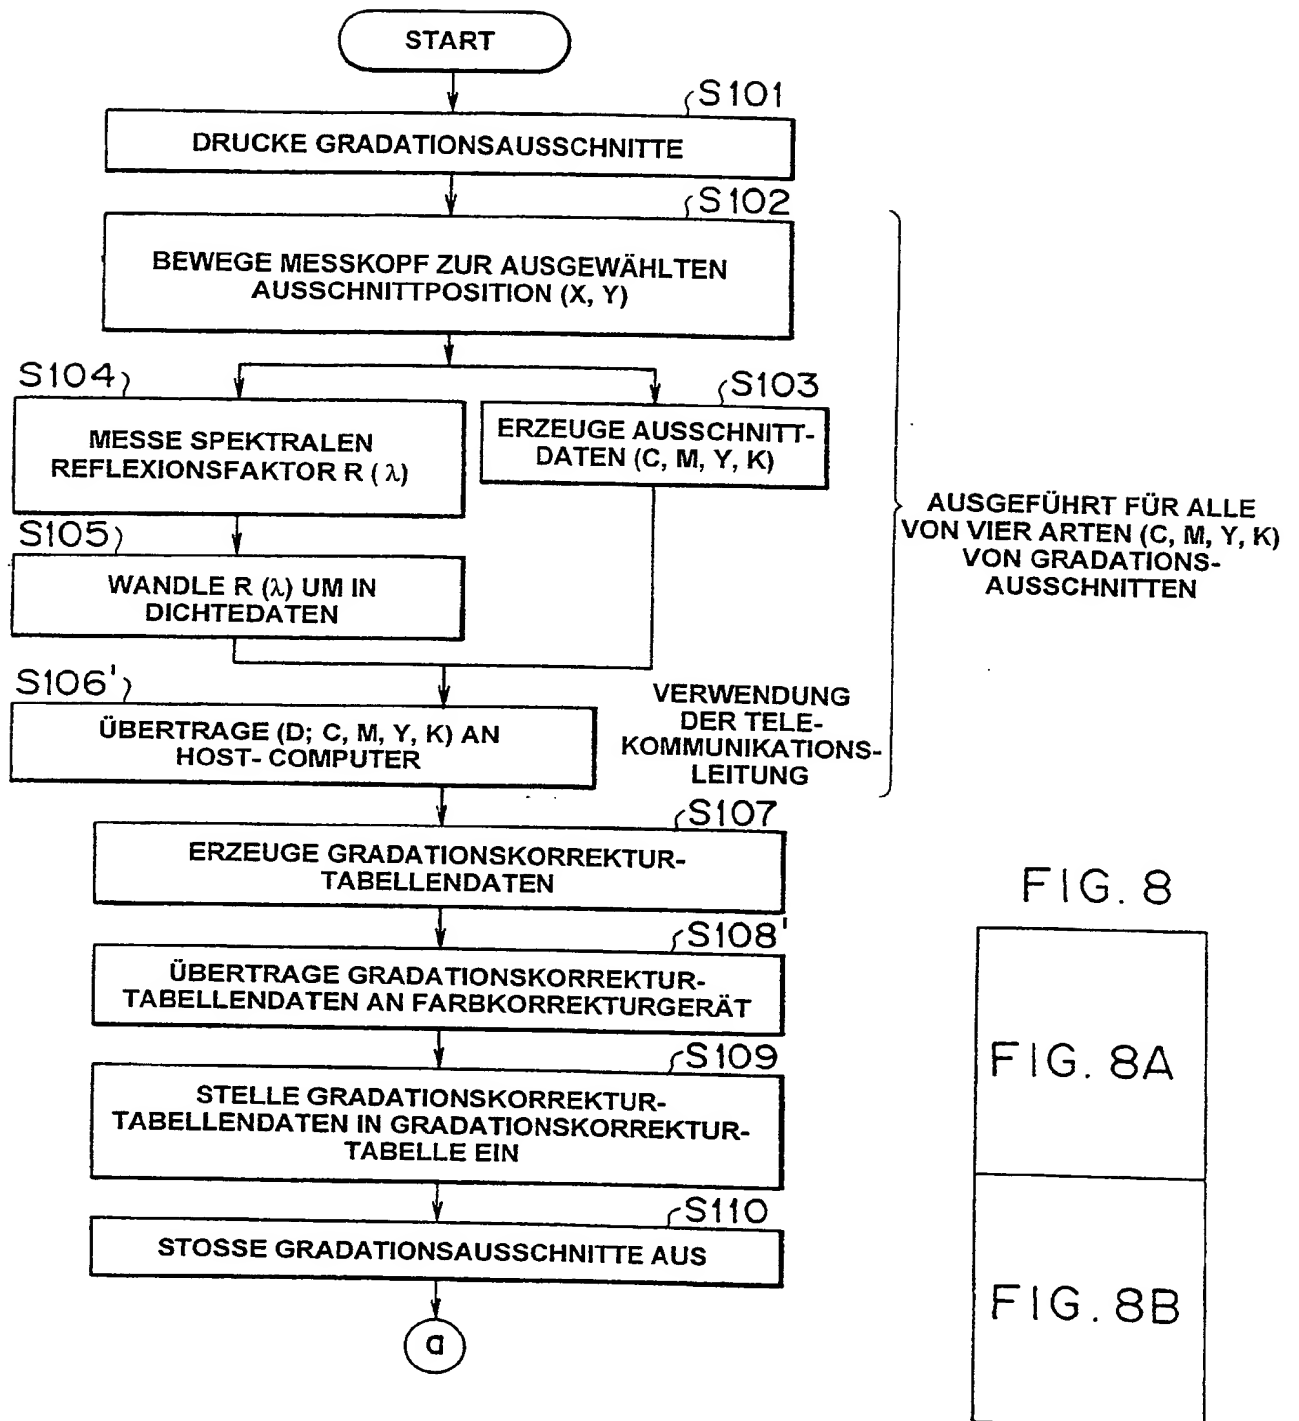 START
S101
DRUCKE GRADATIONSAUSSCHNITTE
S102
BEWEGE MESSKOPF ZUR AUSGEWÄHLTEN
AUSSCHNITTPOSITION (X, Y)
S104
MESSE SPEKTRALEN
REFLEXIONSFAKTOR R ( λ)
S103
ERZEUGE AUSSCHNITT-
DATEN (C, M, Y, K)
S105
WANDLE R (λ) UM IN
DICHTEDATEN
AUSGEFÜHRT FÜR ALLE
VON VIER ARTEN (C, M, Y, K)
VON GRADATIONS-
AUSSCHNITTEN
S106'
ÜBERTRAGE (D; C, M, Y, K) AN
HOST- COMPUTER
VERWENDUNG
DER TELE-
KOMMUNIKATIONS-
LEITUNG
S107
ERZEUGE GRADATIONSKORREKTUR-
TABELLENDATEN
S108'
ÜBERTRAGE GRADATIONSKORREKTUR-
TABELLENDATEN AN FARBKORREKTURGERÄT
S109
STELLE GRADATIONSKORREKTUR-
TABELLENDATEN IN GRADATIONSKORREKTUR-
TABELLE EIN
S110
STOSSE GRADATIONSAUSSCHNITTE AUS
a
FIG. 8
FIG. 8A
FIG. 8B